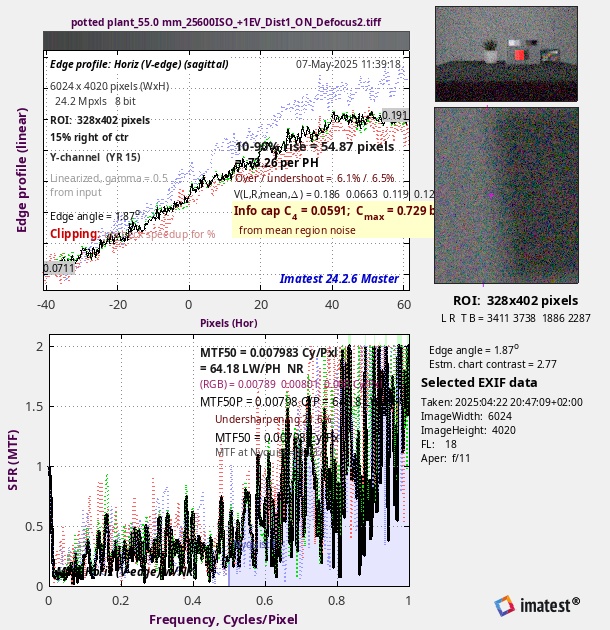 potted plant_55.0 mm_25600ISO_+1EV_Dist1_ON_Defocus2.tiff
Edge profile: Horiz (V-edge) (sagittal)
07-May-2025 11:39:18
6024 x 4020 pixels (WxH)
24.2 Mpxls 8 bit
ROI: 328x402 pixels
15% right of ctr
Y-channel (YR 15)
Linearized, gamma = 0.5
from input
Edge angle = 1.87°
Clipping: speedup for %
0.0711
0.191
10-90% rise = 54.87 pixels
= 73.26 per PH
Over / undershoot = 6.1% / 6.5%
V(L,R,mean,Δ) = 0.186 0.0663 0.119 0.12
Info cap C4 = 0.0591; Cmax = 0.729 b
from mean region noise
Imatest 24.2.6 Master
Edge profile (linear)
-40 -20 0 20 40 60
Pixels (Hor)
ROI: 328x402 pixels
L R T B = 3411 3738 1886 2287
Edge angle = 1.87°
Estm. chart contrast = 2.77
Selected EXIF data
Taken: 2025:04:22 20:47:09+02:00
ImageWidth: 6024
ImageHeight: 4020
FL: 18
Aper: f/11
MTF50 = 0.007983 Cy/Pxl
= 64.18 LW/PH NR
(RGB) = 0.00789
MTF50P = 0.00798 C/P =
Undersharpening
MTF50 =
MTF at
SFR (MTF)
2
1.5
1
0.5
0
0 0.2 0.4 0.6 0.8 1
Frequency, Cycles/Pixel
imatest®